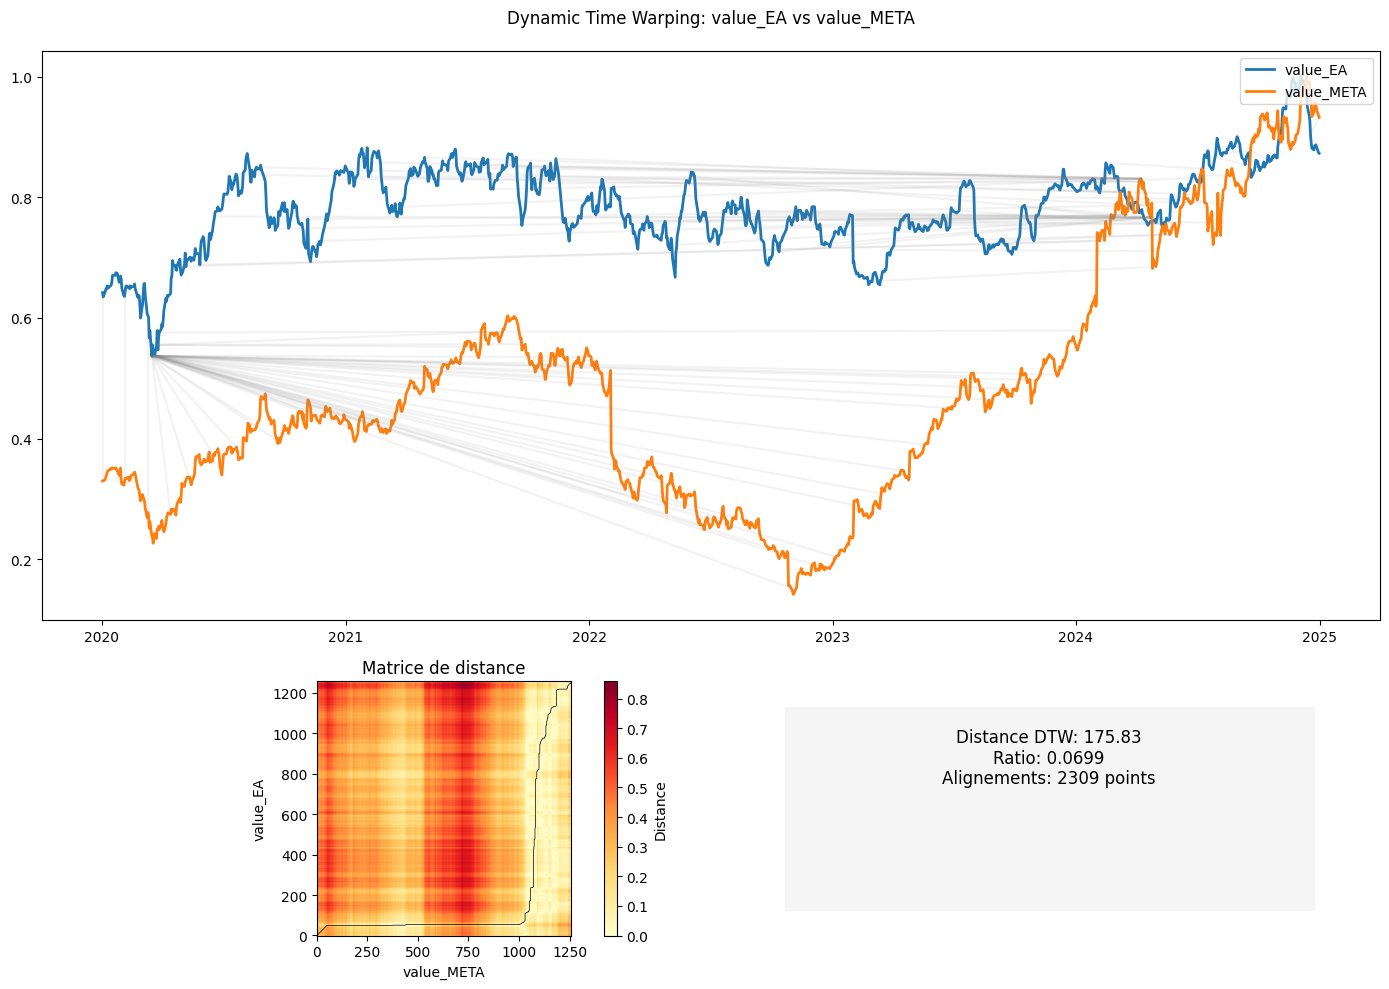 Dynamic Time Warping: value_EA vs value_META
value_EA
value_META
1.0
0.8
0.6
0.4
0.2
2020 2021 2022 2023 2024 2025
Matrice de distance
value_EA
1200
1000
800
600
400
200
0
0 250 500 750 1000 1250
value_META
0.8
0.7
0.6
0.5
0.4
0.3
0.2
0.1
0.0
Distance
Distance DTW: 175.83
Ratio: 0.0699
Alignements: 2309 points